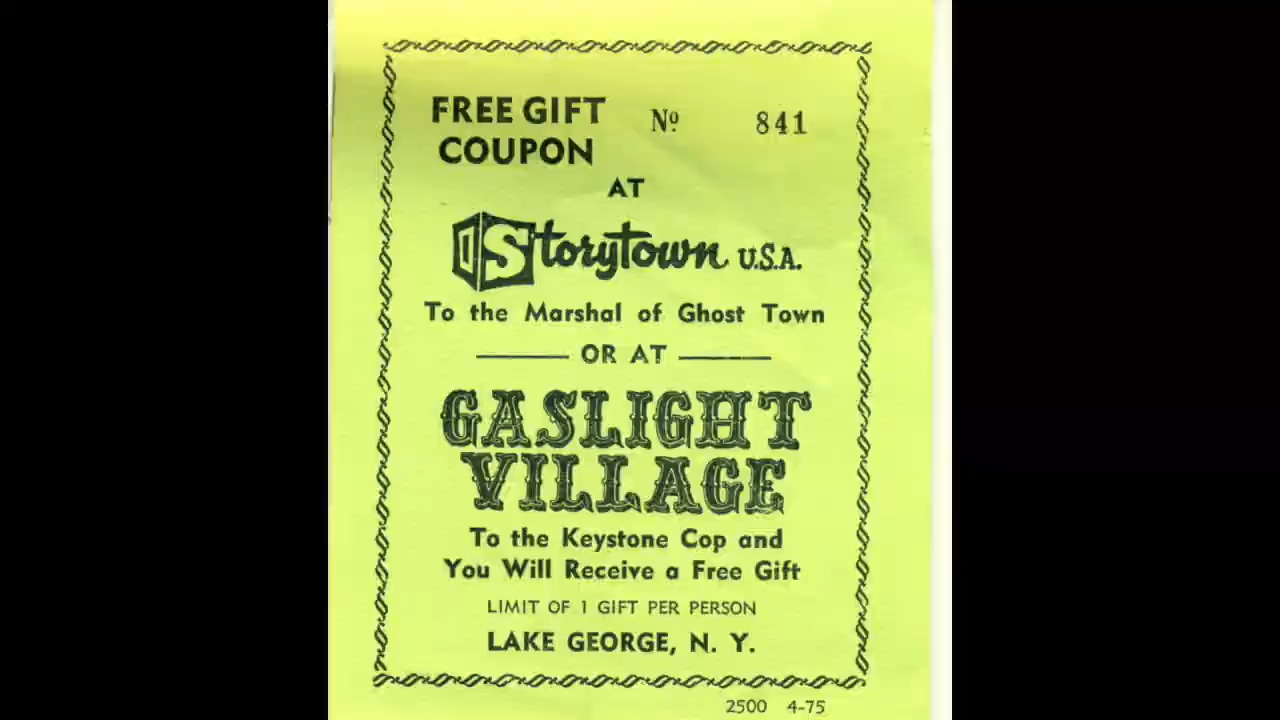 FREE GIFT Nº 841
COUPON
AT
Storytown U.S.A.
To the Marshal of Ghost Town
OR AT
GASLIGHT
VILLAGE
To the Keystone Cop and
You Will Receive a Free Gift
LIMIT OF 1 GIFT PER PERSON
LAKE GEORGE, N. Y.
2500 4-75